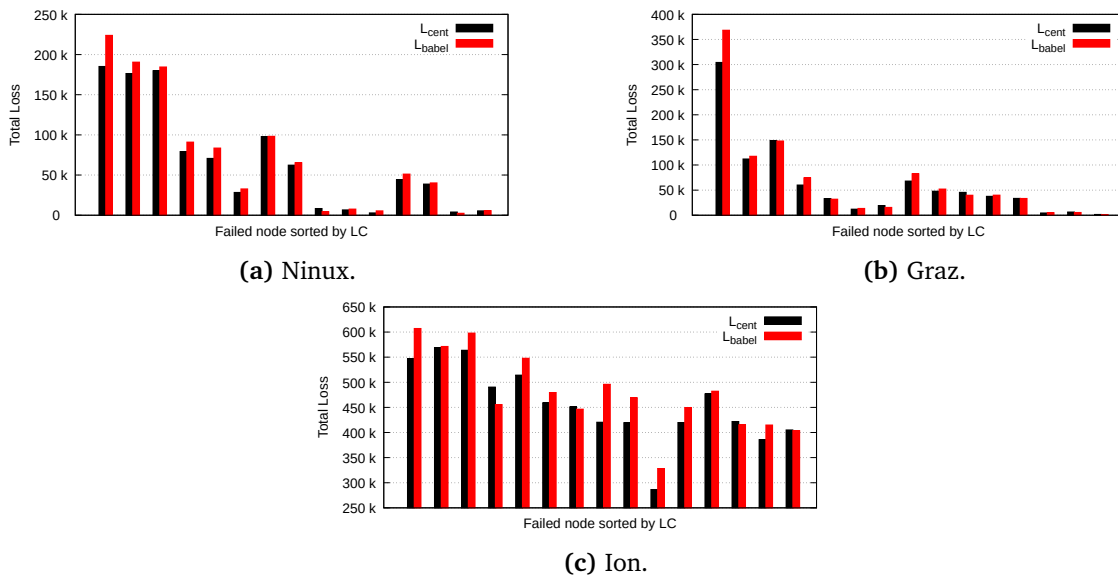 250 k
200 k
150 k
100 k
50 k
0
Total Loss
L_cent
L_babel
Failed node sorted by LC
(a) Ninux.
400 k
350 k
300 k
250 k
200 k
150 k
100 k
50 k
0
Total Loss
L_cent
L_babel
Failed node sorted by LC
(b) Graz.
650 k
600 k
550 k
500 k
450 k
400 k
350 k
300 k
250 k
Total Loss
L_cent
L_babel
Failed node sorted by LC
(c) Ion.